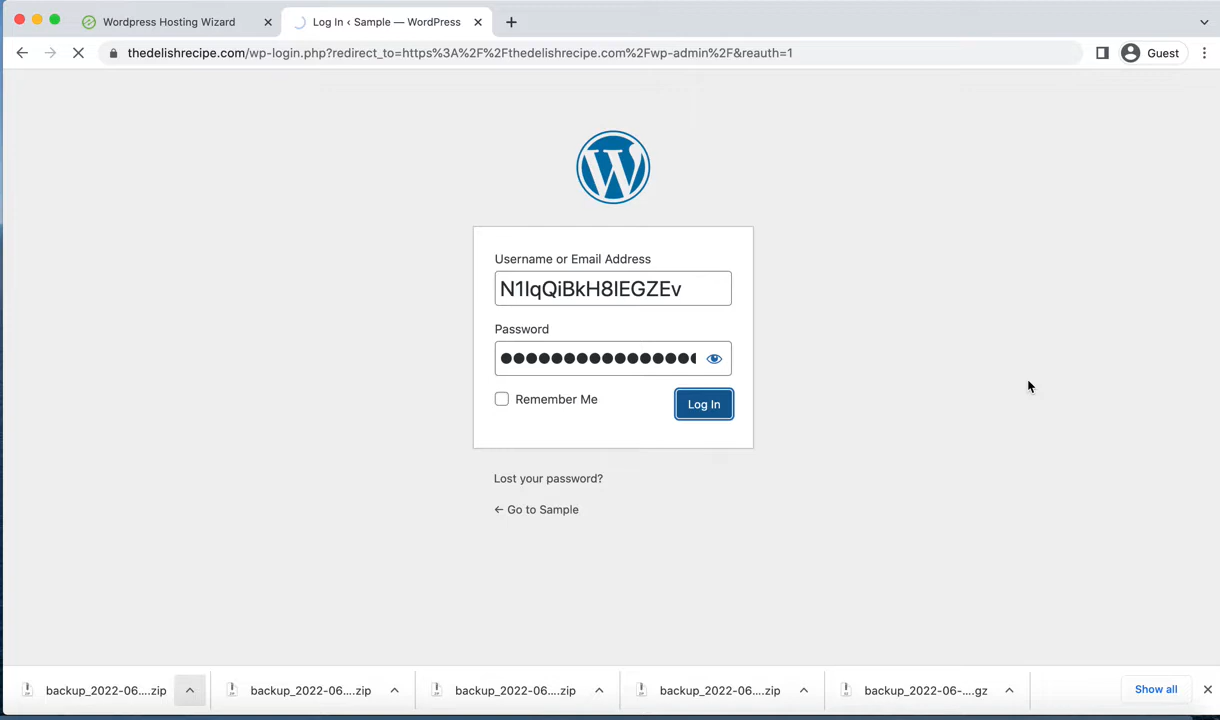 Wordpress Hosting Wizard
Log In ‹ Sample — WordPress
thedelishrecipe.com/wp-login.php?redirect_to=https%3A%2F%2Fthedelishrecipe.com%2Fwp-admin%2F&reauth=1
Guest
Username or Email Address
N1IqQiBkH8IEGZEv
Password
Remember Me
Log In
Lost your password?
← Go to Sample
backup_2022-06....zip
backup_2022-06....zip
backup_2022-06....zip
backup_2022-06....zip
backup_2022-06-....gz
Show all